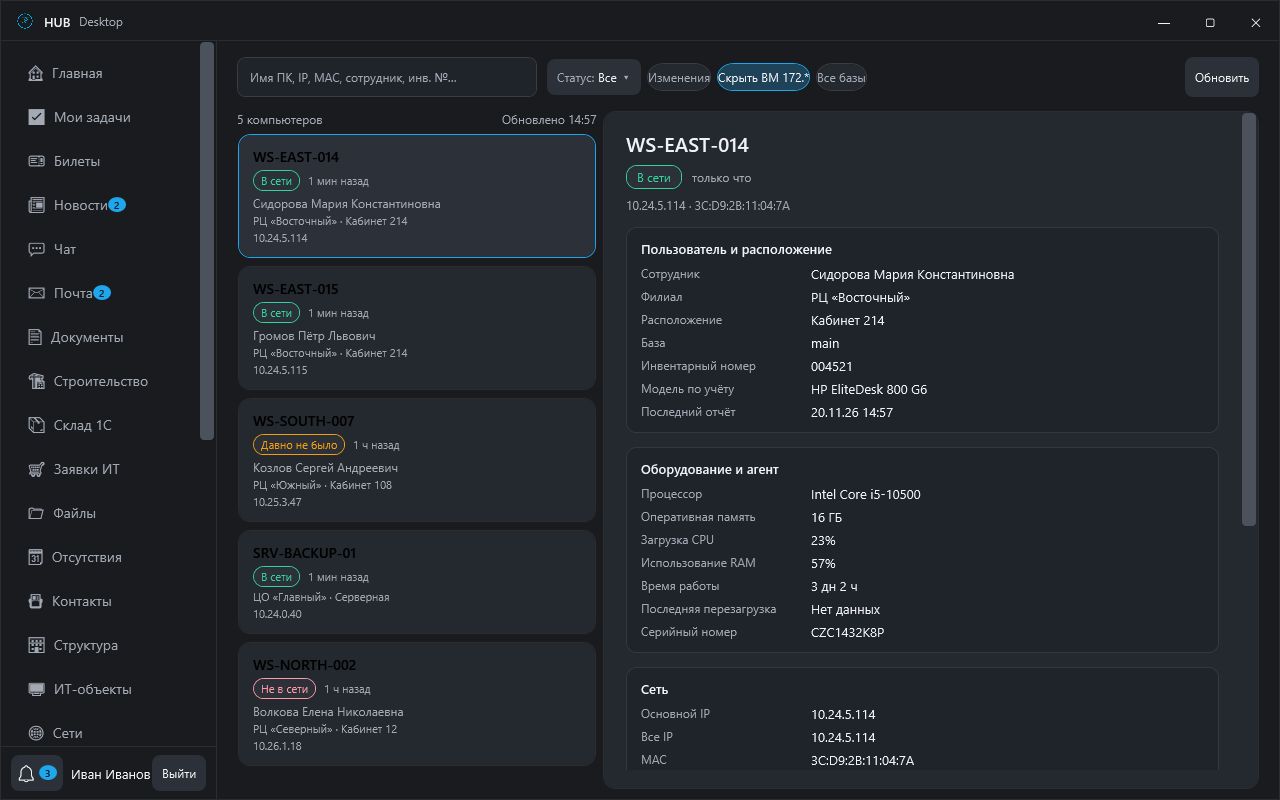 HUB Desktop
Главная
Мои задачи
Билеты
Новости 2
Чат
Почта 2
Документы
Строительство
Склад 1С
Заявки ИТ
Файлы
31 Отсутствия
Контакты
Структура
ИТ-объекты
Сети
3 Иван Иванов Выйти
Имя ПК, IP, MAC, сотрудник, инв. №...
Статус: Все
Изменения
Скрыть ВМ 172.*
Все базы
Обновить
5 компьютеров
Обновлено 14:57
WS-EAST-014
В сети 1 мин назад
Сидорова Мария Константиновна
РЦ «Восточный» · Кабинет 214
10.24.5.114
WS-EAST-015
В сети 1 мин назад
Громов Пётр Львович
РЦ «Восточный» · Кабинет 214
10.24.5.115
WS-SOUTH-007
Давно не было 1 ч назад
Козлов Сергей Андреевич
РЦ «Южный» · Кабинет 108
10.25.3.47
SRV-BACKUP-01
В сети 1 мин назад
ЦО «Главный» · Серверная
10.24.0.40
WS-NORTH-002
Не в сети 1 ч назад
Волкова Елена Николаевна
РЦ «Северный» · Кабинет 12
10.26.1.18
WS-EAST-014
В сети только что
10.24.5.114 · 3C:D9:2B:11:04:7A
Пользователь и расположение
Сотрудник Сидорова Мария Константиновна
Филиал РЦ «Восточный»
Расположение Кабинет 214
База main
Инвентарный номер 004521
Модель по учёту HP EliteDesk 800 G6
Последний отчёт 20.11.26 14:57
Оборудование и агент
Процессор Intel Core i5-10500
Оперативная память 16 ГБ
Загрузка CPU 23%
Использование RAM 57%
Время работы 3 дн 2 ч
Последняя перезагрузка Нет данных
Серийный номер CZC1432K8P
Сеть
Основной IP 10.24.5.114
Все IP 10.24.5.114
MAC 3C:D9:2B:11:04:7A